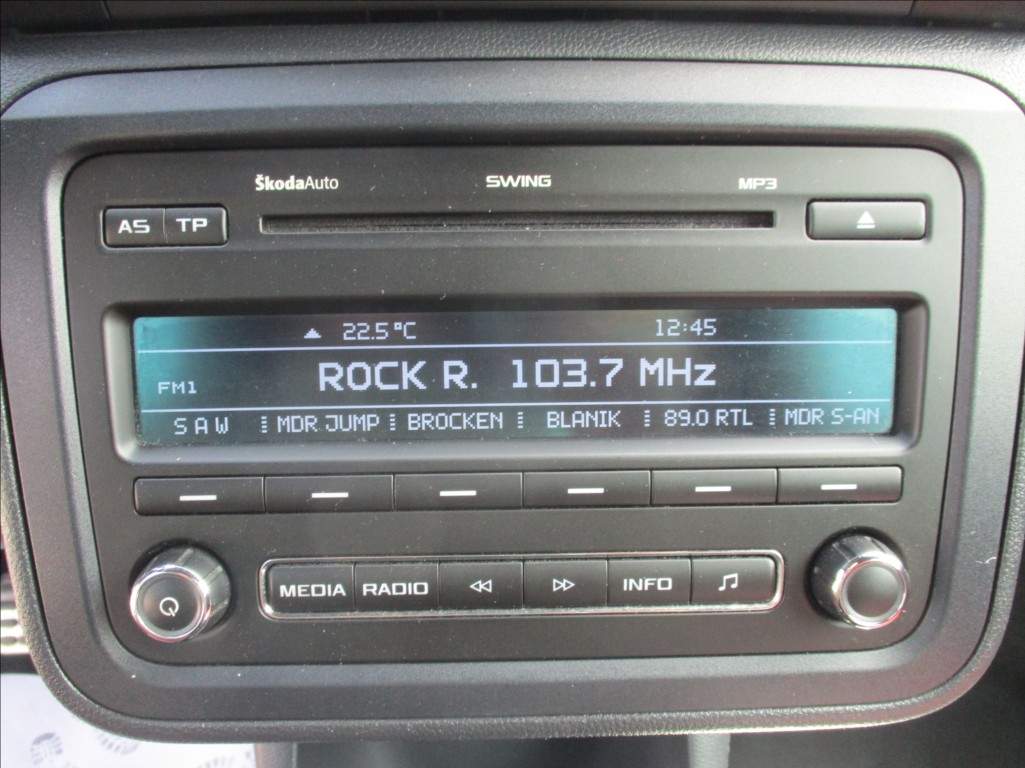 ŠkodaAuto SWING MP3
AS TP
22.5°C 12:45
FM1 ROCK R. 103.7 MHz
SAW MDR JUMP BROCKEN BLANIK 89.0 RTL MDR S-AN
MEDIA RADIO INFO